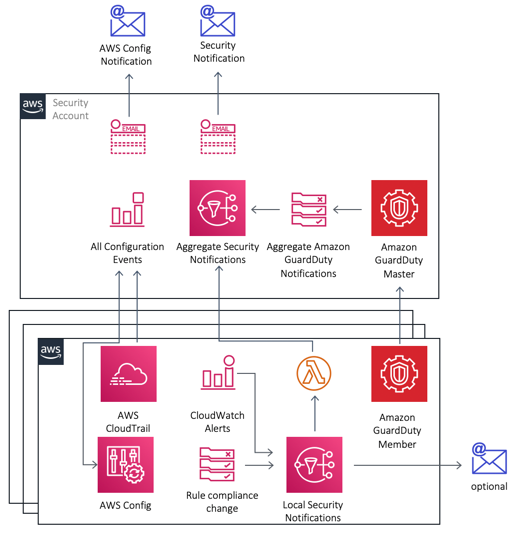 AWS Config
Notification
Security
Notification
aws
Security
Account
EMAIL
EMAIL
All Configuration
Events
Aggregate Security
Notifications
Aggregate Amazon
GuardDuty
Notifications
Amazon
GuardDuty
Master
aws
AWS
CloudTrail
CloudWatch
Alerts
Amazon
GuardDuty
Member
AWS Config
Rule compliance
change
Local Security
Notifications
optional